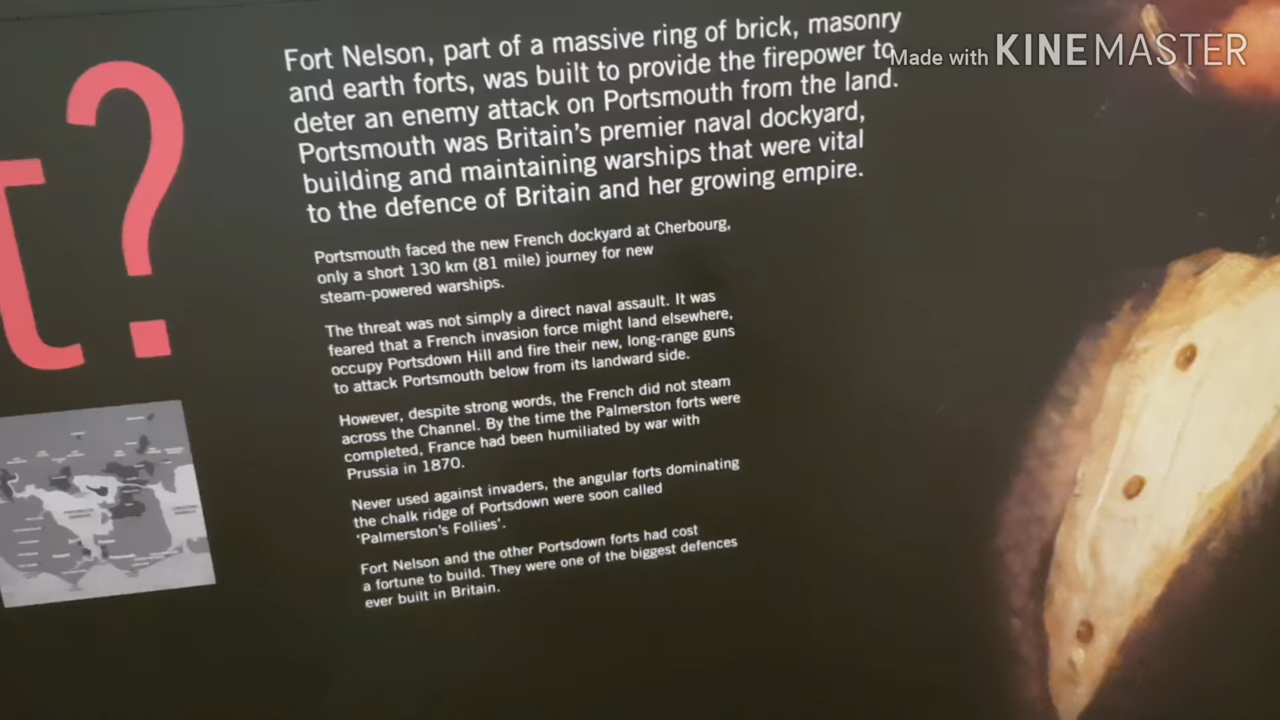 t?
Fort Nelson, part of a massive ring of brick, masonry
and earth forts, was built to provide the firepower to
deter an enemy attack on Portsmouth from the land.
Portsmouth was Britain's premier naval dockyard,
building and maintaining warships that were vital
to the defence of Britain and her growing empire.
Portsmouth faced the new French dockyard at Cherbourg,
only a short 130 km (81 mile) journey for new
steam-powered warships.
The threat was not simply a direct naval assault. It was
feared that a French invasion force might land elsewhere,
occupy Portsdown Hill and fire their new, long-range guns
to attack Portsmouth below from its landward side.
However, despite strong words, the French did not steam
across the Channel. By the time the Palmerston forts were
completed, France had been humiliated by war with
Prussia in 1870.
Never used against invaders, the angular forts dominating
the chalk ridge of Portsdown were soon called
‘Palmerston's Follies’.
Fort Nelson and the other Portsdown forts had cost
a fortune to build. They were one of the biggest defences
ever built in Britain.
Made with KINEMASTER